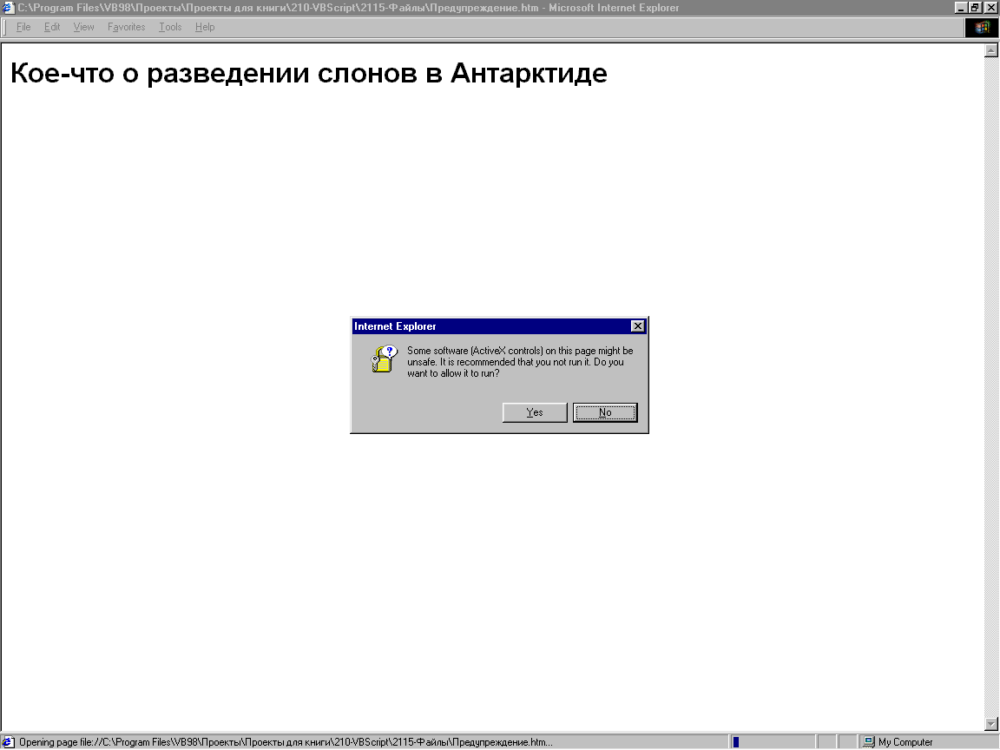 C:\Program Files\VB98\Проекты\Проекты для книги\210-VBScript\2115-Файлы\Предупреждение.htm - Microsoft Internet Explorer
File Edit View Favorites Tools Help
Кое-что о разведении слонов в Антарктиде
Internet Explorer
Some software (ActiveX controls) on this page might be
unsafe. It is recommended that you not run it. Do you
want to allow it to run?
Yes No
Opening page file://C:\Program Files\VB98\Проекты\Проекты для книги\210-VBScript\2115-Файлы\Предупреждение.htm...
My Computer